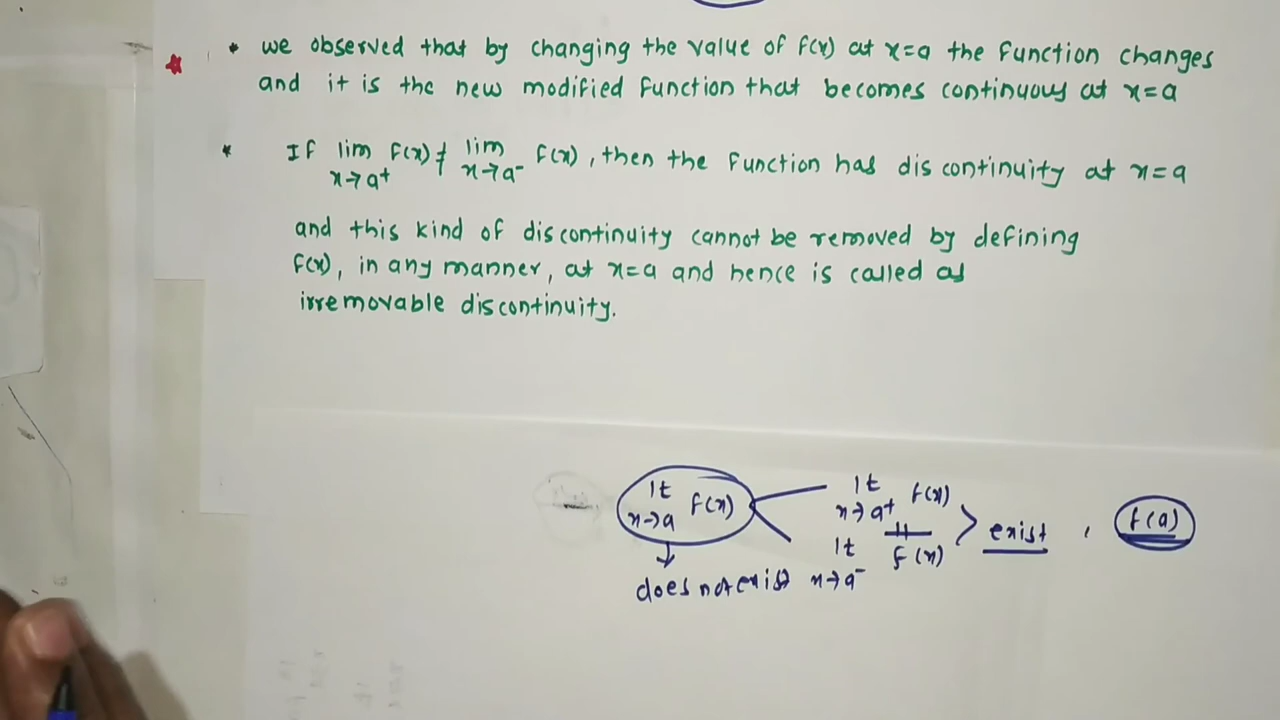 * we observed that by changing the value of f(x) at x=a the function changes
and it is the new modified function that becomes continuous at x=a
* If lim x→a⁺ f(x) ≠ lim x→a⁻ f(x), then the function has discontinuity at x=a
and this kind of discontinuity cannot be removed by defining
f(x), in any manner, at x=a and hence is called as
irremovable discontinuity.
lt x→a f(x)
does not exist
lt x→a⁺ f(x)
≠
lt x→a⁻ f(x)
exist , f(a)